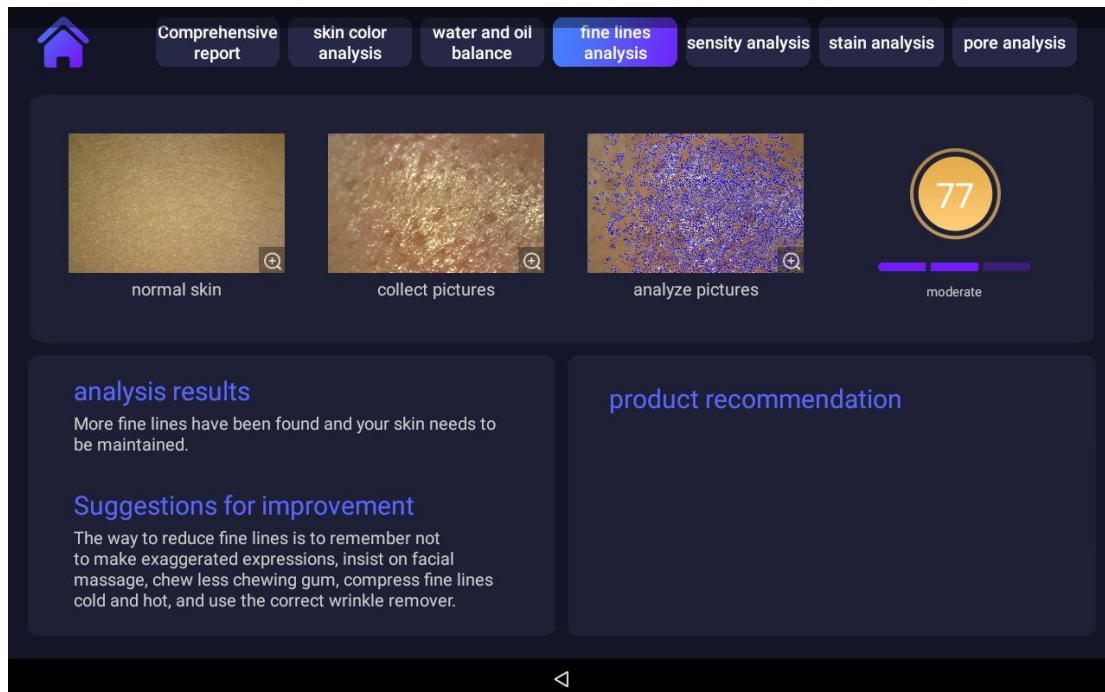 Comprehensive
report
skin color
analysis
water and oil
balance
fine lines
analysis
sensity analysis
stain analysis
pore analysis
normal skin
collect pictures
analyze pictures
77
moderate
analysis results
More fine lines have been found and your skin needs to
be maintained.
Suggestions for improvement
The way to reduce fine lines is to remember not
to make exaggerated expressions, insist on facial
massage, chew less chewing gum, compress fine lines
cold and hot, and use the correct wrinkle remover.
product recommendation